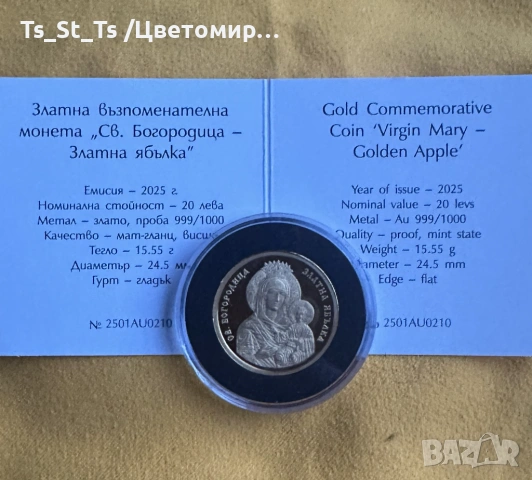 Ts_St_Ts /Цветомир...
Златна възпоменателна
монета „Св. Богородица –
Златна ябълка”
Емисия – 2025 г.
Номинална стойност – 20 лева
Метал – злато, проба 999/1000
Качество – мат-гланц,
Тегло – 15.55 г
Диаметър – 24.5 мм
Гурт – гладък
№ 2501AU0210
Gold Commemorative
Coin ‘Virgin Mary –
Golden Apple’
Year of issue – 2025
Nominal value – 20 levs
Metal – Au 999/1000
Quality – proof, mint state
Weight – 15.55 g
– 24.5 mm
Edge – flat
2501AU0210
СВ. БОГОРОДИЦА
ЗЛАТНА ЯБЪЛКА
bazar